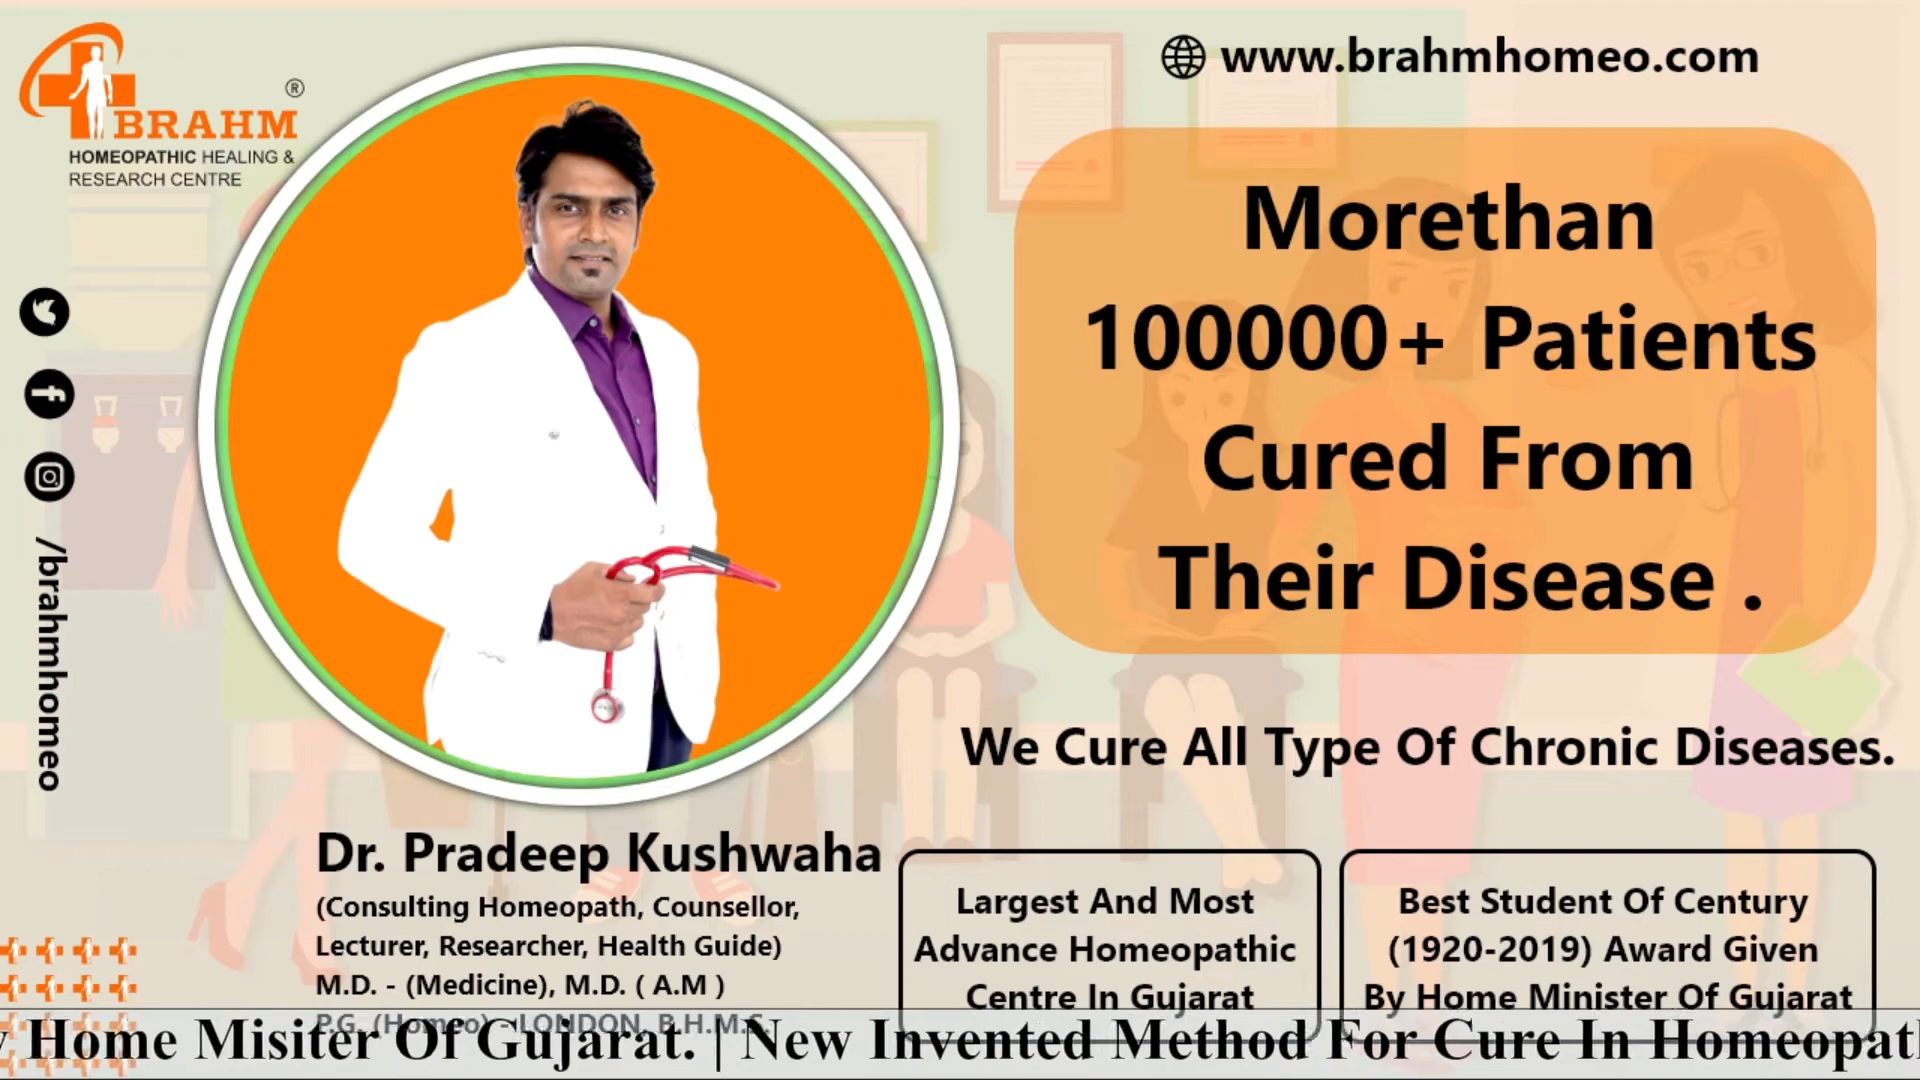 BRAHM ®
HOMEOPATHIC HEALING &
RESEARCH CENTRE
www.brahmhomeo.com
Morethan
100000+ Patients
Cured From
Their Disease .
We Cure All Type Of Chronic Diseases.
/brahmhomeo
Dr. Pradeep Kushwaha
(Consulting Homeopath, Counsellor,
Lecturer, Researcher, Health Guide)
M.D. - (Medicine), M.D. ( A.M )
P.G. (Homeo) - LONDON, B.H.M.S.
Largest And Most
Advance Homeopathic
Centre In Gujarat
Best Student Of Century
(1920-2019) Award Given
By Home Minister Of Gujarat
Home Misiter Of Gujarat. | New Invented Method For Cure In Homeopat